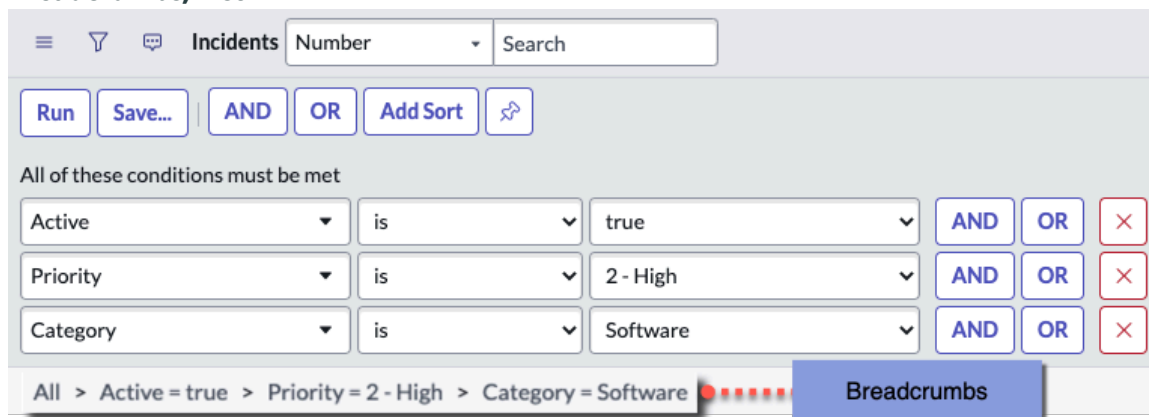 Incidents Number Search
Run Save... AND OR Add Sort
All of these conditions must be met
Active is true AND OR
Priority is 2 - High AND OR
Category is Software AND OR
All > Active = true > Priority = 2 - High > Category = Software Breadcrumbs